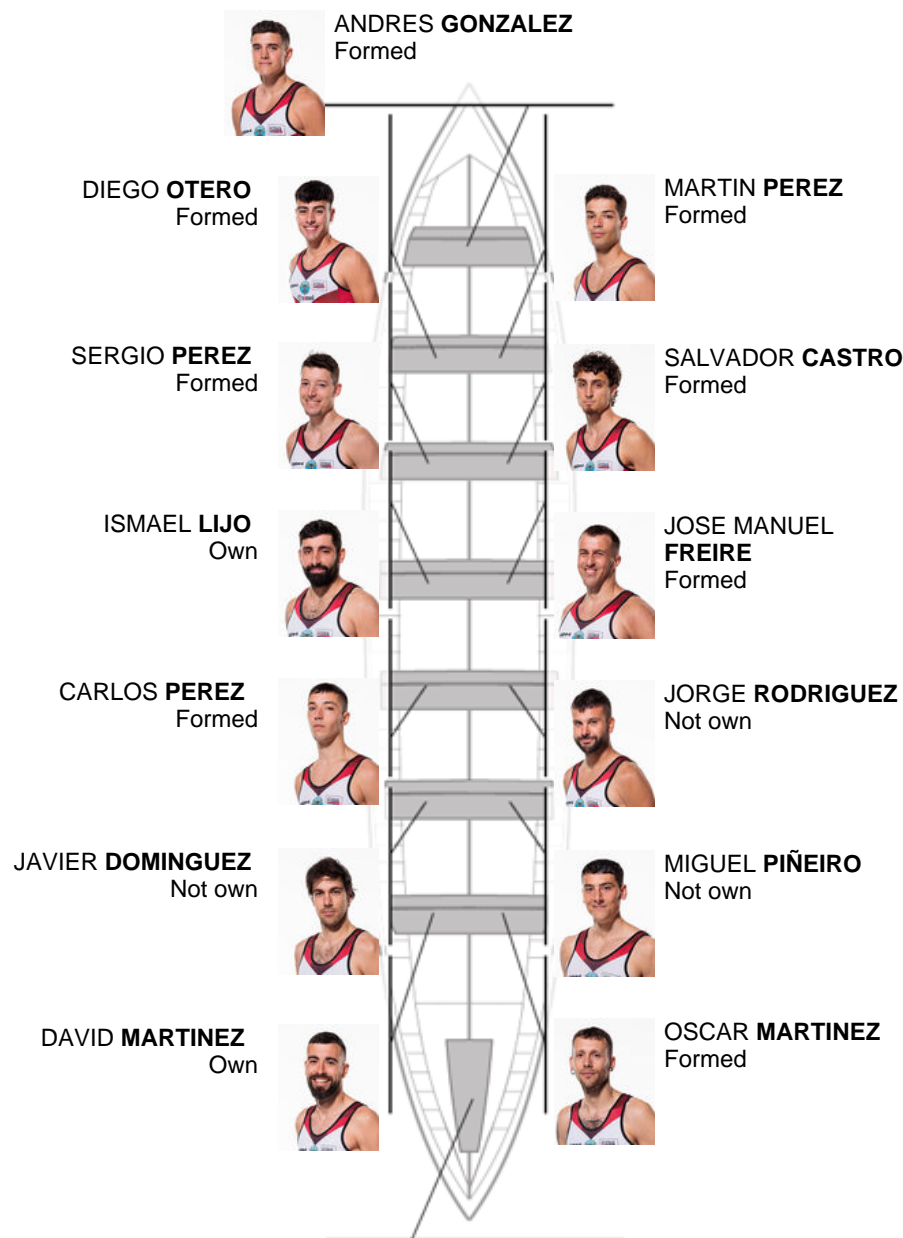 ANDRES GONZALEZ
Formed
DIEGO OTERO
Formed
MARTIN PEREZ
Formed
SERGIO PEREZ
Formed
SALVADOR CASTRO
Formed
ISMAEL LIJO
Own
JOSE MANUEL
FREIRE
Formed
CARLOS PEREZ
Formed
JORGE RODRIGUEZ
Not own
JAVIER DOMINGUEZ
Not own
MIGUEL PIÑEIRO
Not own
DAVID MARTINEZ
Own
OSCAR MARTINEZ
Formed